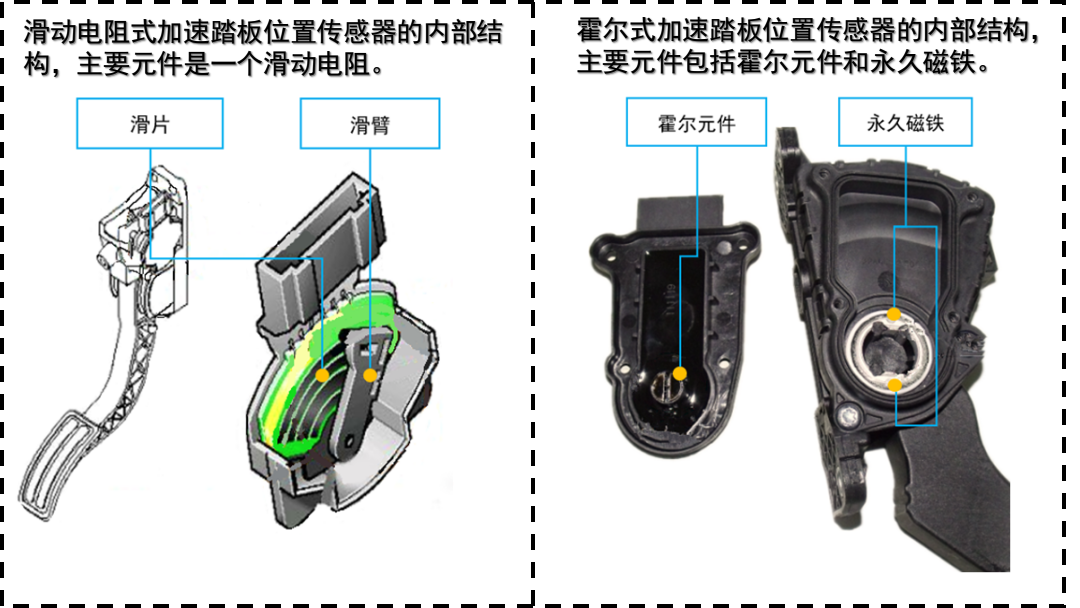 滑动电阻式加速踏板位置传感器的内部结
构，主要元件是一个滑动电阻。
滑片
滑臂
霍尔式加速踏板位置传感器的内部结构，
主要元件包括霍尔元件和永久磁铁。
霍尔元件
永久磁铁